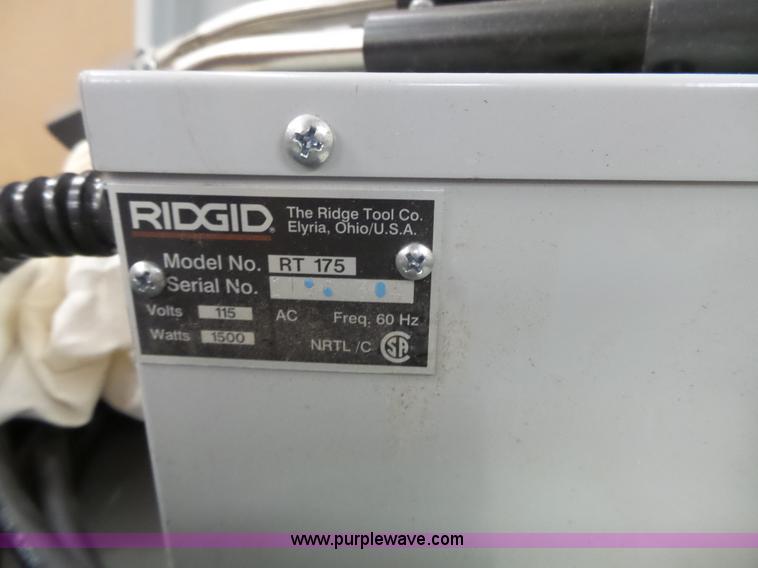 RIDGID®
The Ridge Tool Co.
Elyria, Ohio/U.S.A.
Model No. RT 175
Serial No.
Volts 115 AC Freq. 60 Hz
Watts 1500 NRTL /C SA
www.purplewave.com